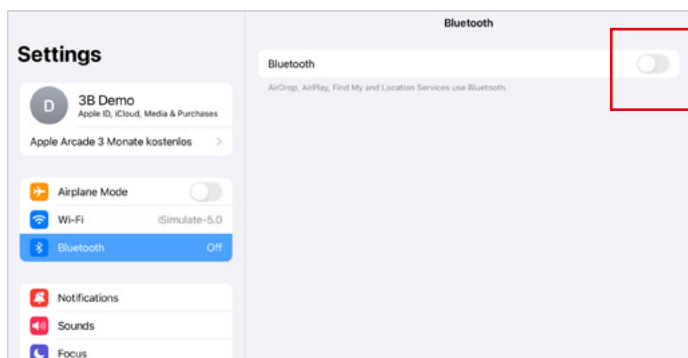 Bluetooth
Settings
Bluetooth
AirDrop, AirPlay, Find My and Location Services use Bluetooth.
D
3B Demo
Apple ID, iCloud, Media & Purchases
Apple Arcade 3 Monate kostenlos
Airplane Mode
Wi-Fi iSimulate-5.0
Bluetooth Off
Notifications
Sounds
Focus